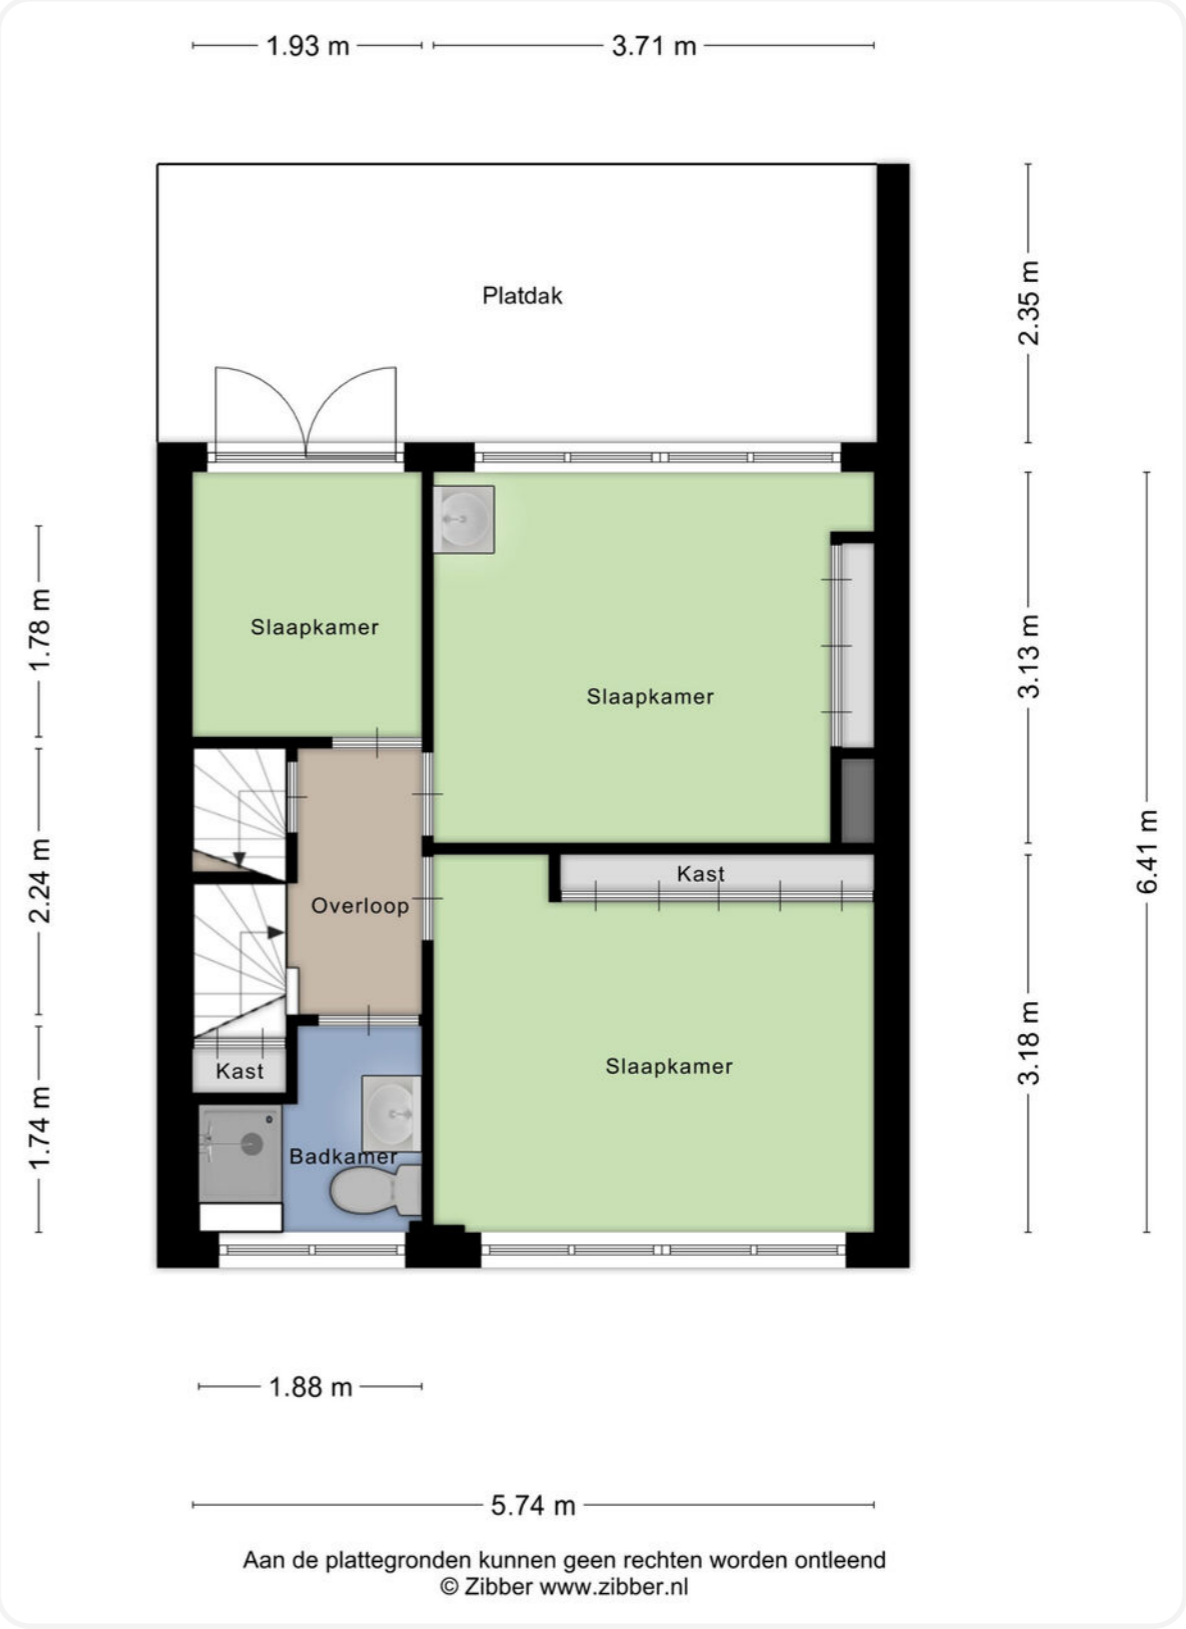 1.93 m
3.71 m
Platdak
2.35 m
Slaapkamer
1.78 m
Slaapkamer
3.13 m
Kast
2.24 m
Overloop
6.41 m
Slaapkamer
Kast
3.18 m
Badkamer
1.74 m
1.88 m
5.74 m
Aan de plattegronden kunnen geen rechten worden ontleend
© Zibber www.zibber.nl